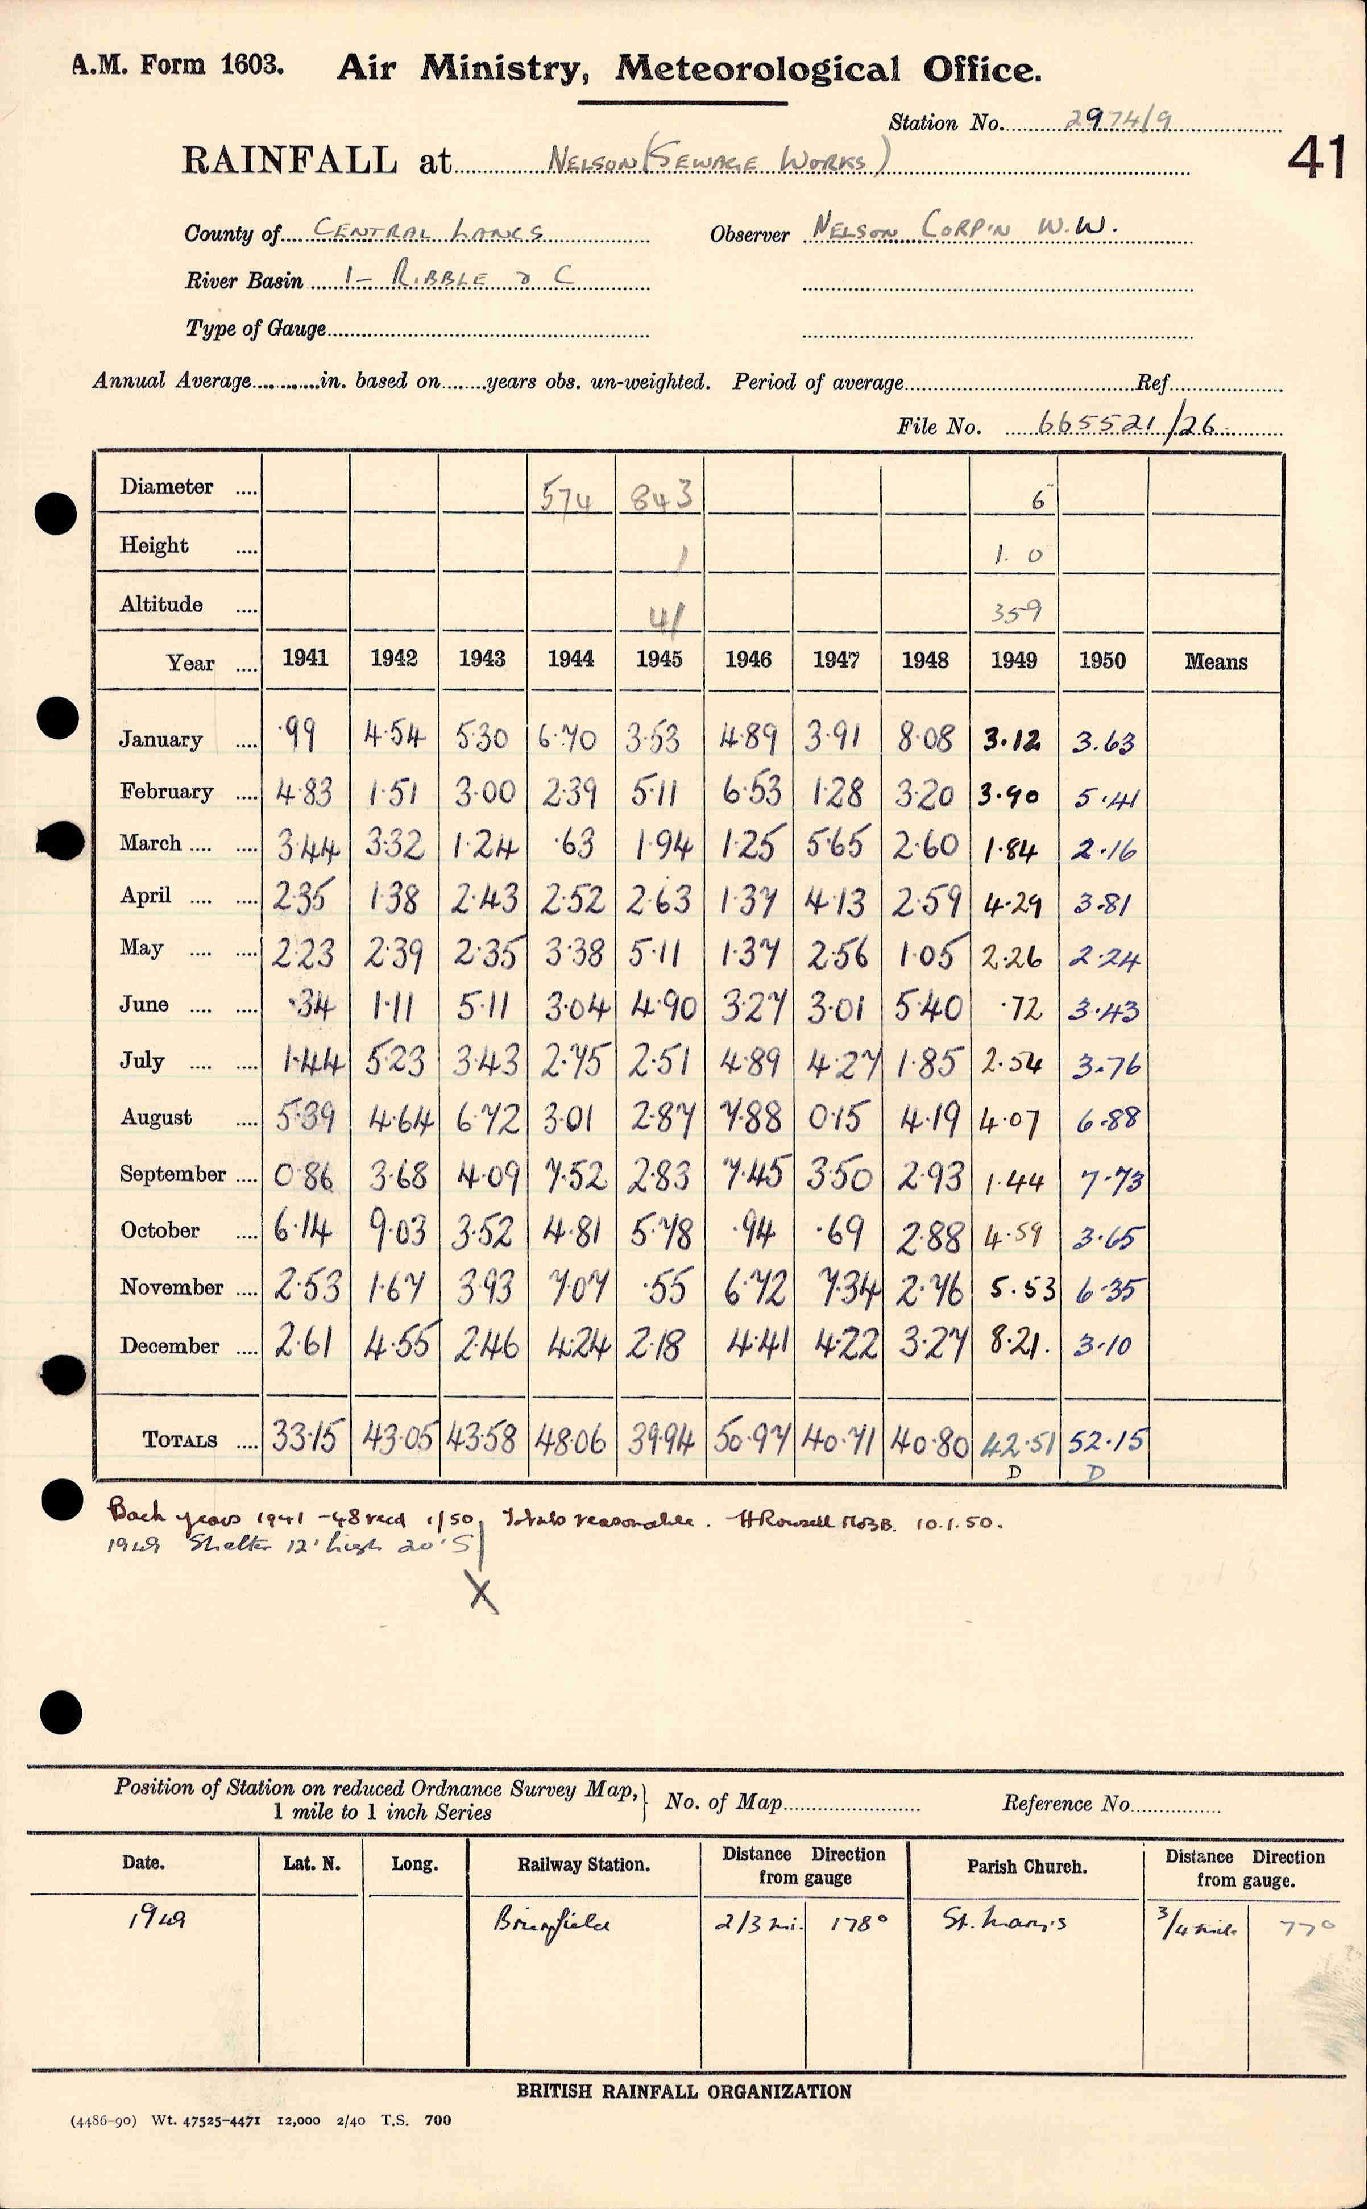 A.M. Form 1603. Air Ministry, Meteorological Office.
Station No. 2974/9
41
RAINFALL at NELSON (SEWAGE WORKS)
County of CENTRAL LANCS Observer NELSON CORP'N W.W.
River Basin 1- RIBBLE & C
Type of Gauge
Annual Average in. based on years obs. un-weighted. Period of average Ref
File No. 665521/26
Diameter 574 843 6
Height 1 1. 0
Altitude 41 359
Year 1941 1942 1943 1944 1945 1946 1947 1948 1949 1950 Means
January ·99 4·54 5·30 6·70 3·53 4·89 3·91 8·08 3·12 3.63
February 4·83 1·51 3·00 2·39 5·11 6·53 1·28 3·20 3·90 5·41
March 3·44 3·32 1·24 ·63 1·94 1·25 5·65 2·60 1·84 2·16
April 2·35 1·38 2·43 2·52 2·63 1·37 4·13 2·59 4·29 3·81
May 2·23 2·39 2·35 3·38 5·11 1·37 2·56 1·05 2·26 2·24
June ·34 1·11 5·11 3·04 4·90 3·27 3·01 5·40 ·72 3·43
July 1·44 5·23 3·43 2·75 2·51 4·89 4·27 1·85 2·54 3·76
August 5·39 4·64 6·72 3·01 2·87 7·88 0·15 4·19 4·07 6·88
September 0·86 3·68 4·09 7·52 2·83 7·45 3·50 2·93 1·44 7·73
October 6·14 9·03 3·52 4·81 5·78 ·94 ·69 2·88 4·59 3·65
November 2·53 1·67 3·93 7·07 ·55 6·72 7·34 2·76 5.53 6·35
December 2·61 4·55 2·46 4·24 2·18 4·41 4·22 3·27 8·21. 3·10
TOTALS 33·15 43·05 43·58 48·06 39·94 50·97 40·71 40·80 42·51 52·15
D D
Back years 1941-48 recd 1/50, Totals reasonable. H Rowsell 10.1.50.
1949 Shelter 12' high 20' S
X
Position of Station on reduced Ordnance Survey Map, 1 mile to 1 inch Series } No. of Map Reference No.
Date. Lat. N. Long. Railway Station. Distance Direction from gauge Parish Church. Distance Direction from gauge.
1949 Brierfield 2/3 mi. 178° St. Mary's 3/4 mile 77°
BRITISH RAINFALL ORGANIZATION
(4486-90) Wt. 47525-4471 12,000 2/40 T.S. 700